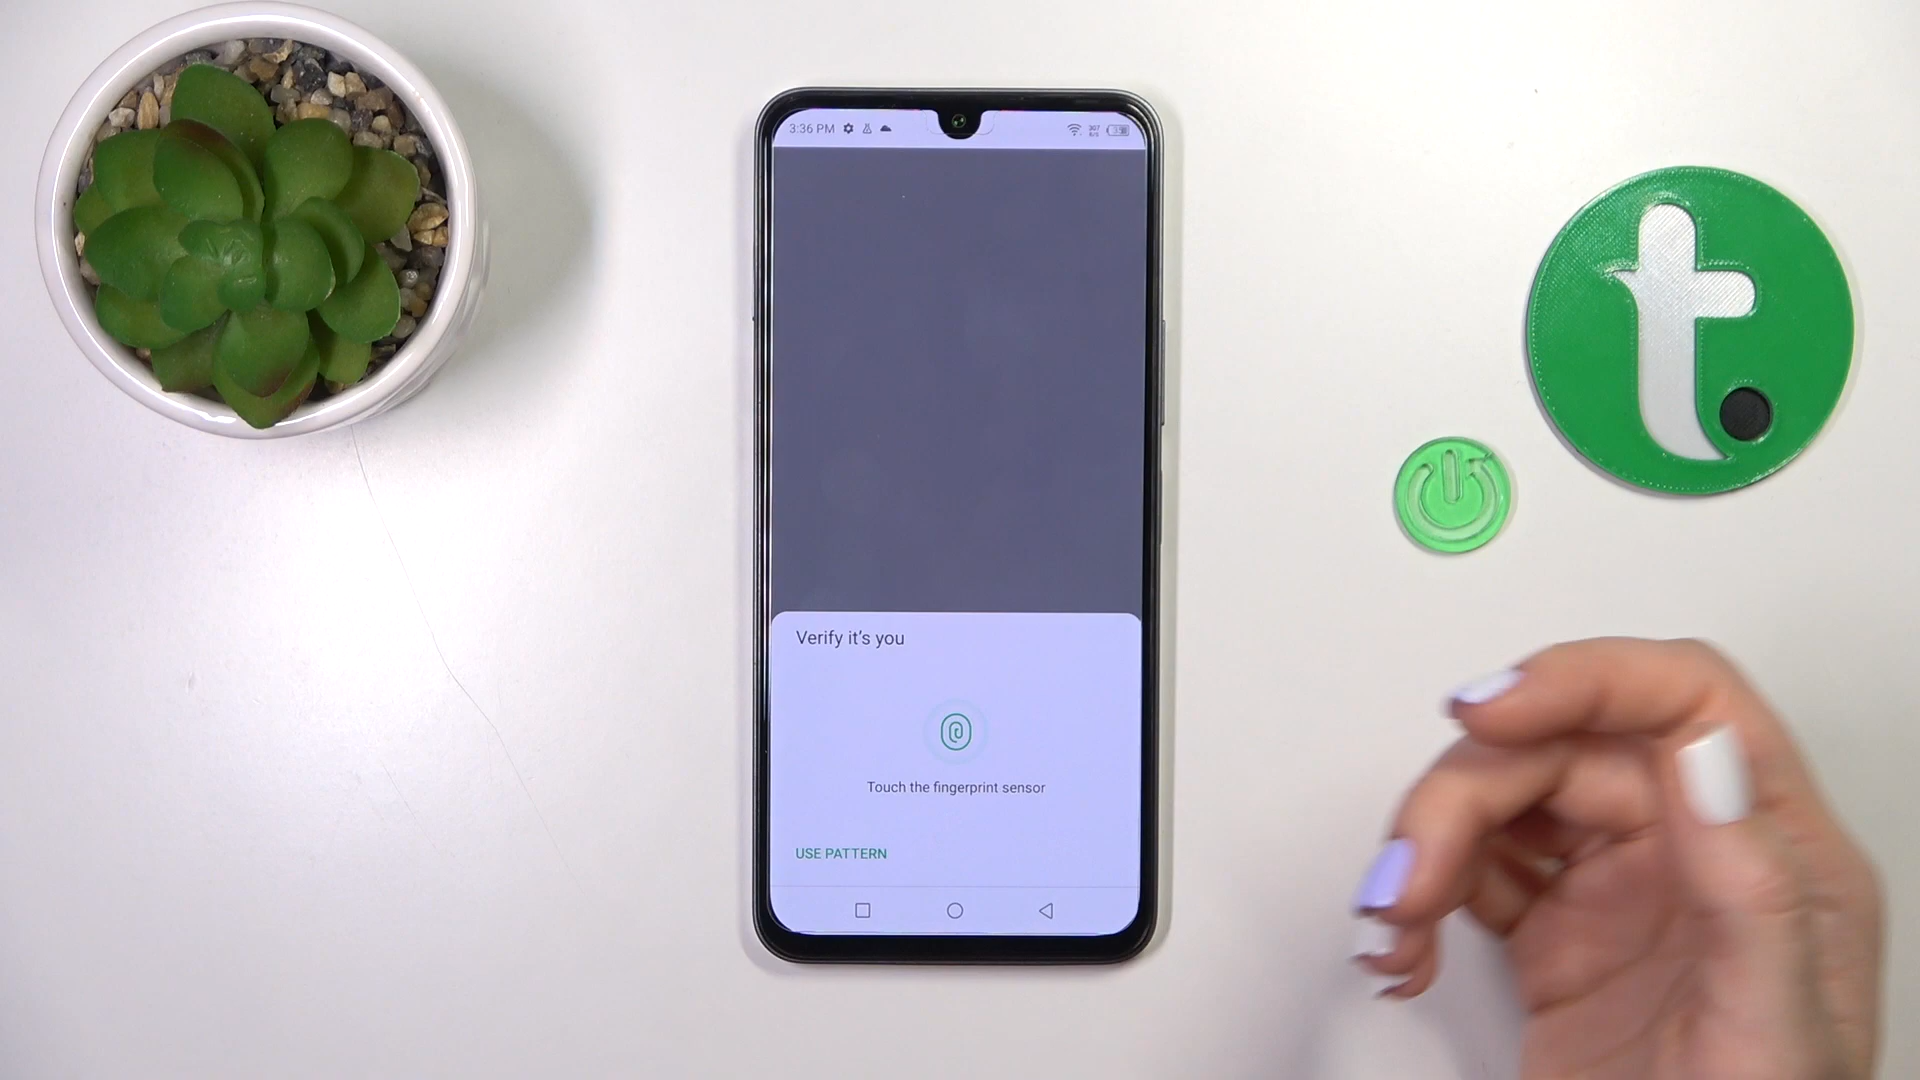 3:36 PM
Verify it's you
Touch the fingerprint sensor
USE PATTERN
t